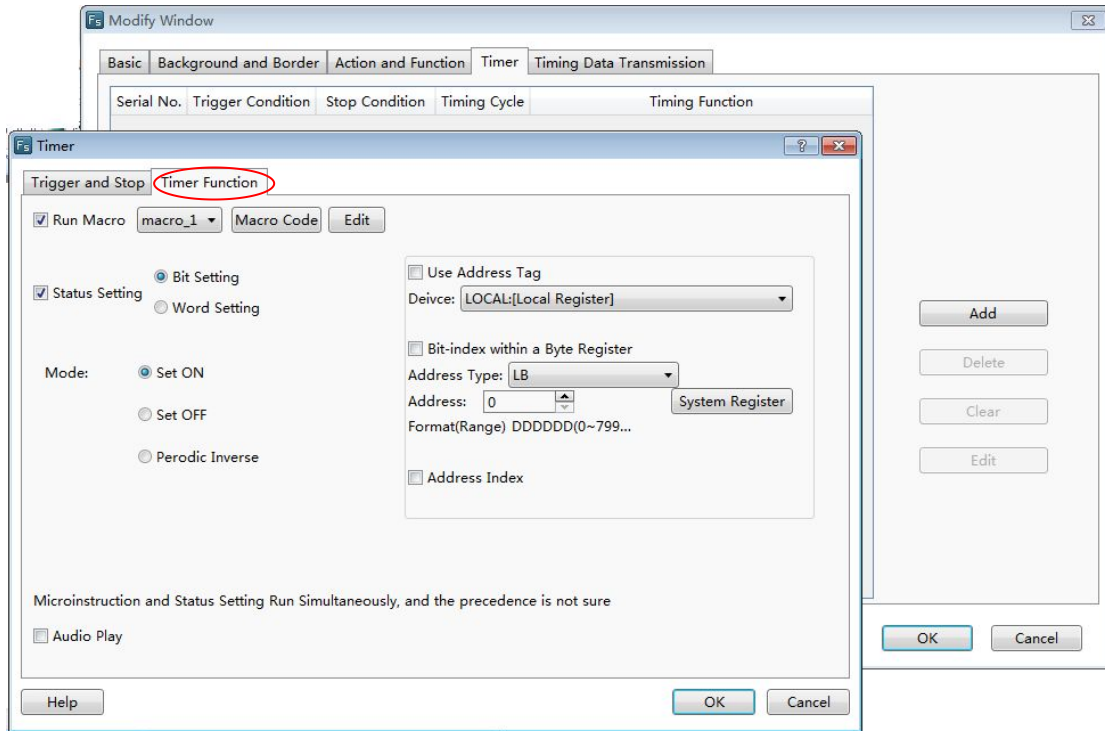 Fs Modify Window
Basic Background and Border Action and Function Timer Timing Data Transmission
Serial No. Trigger Condition Stop Condition Timing Cycle Timing Function
Fs Timer
Trigger and Stop Timer Function
Run Macro macro_1 Macro Code Edit
Status Setting
Bit Setting
Word Setting
Mode:
Set ON
Set OFF
Perodic Inverse
Use Address Tag
Deivce: LOCAL:[Local Register]
Bit-index within a Byte Register
Address Type: LB
Address: 0 System Register
Format(Range) DDDDDD(0~799...
Address Index
Microinstruction and Status Setting Run Simultaneously, and the precedence is not sure
Audio Play
Help OK Cancel
Add
Delete
Clear
Edit
OK Cancel